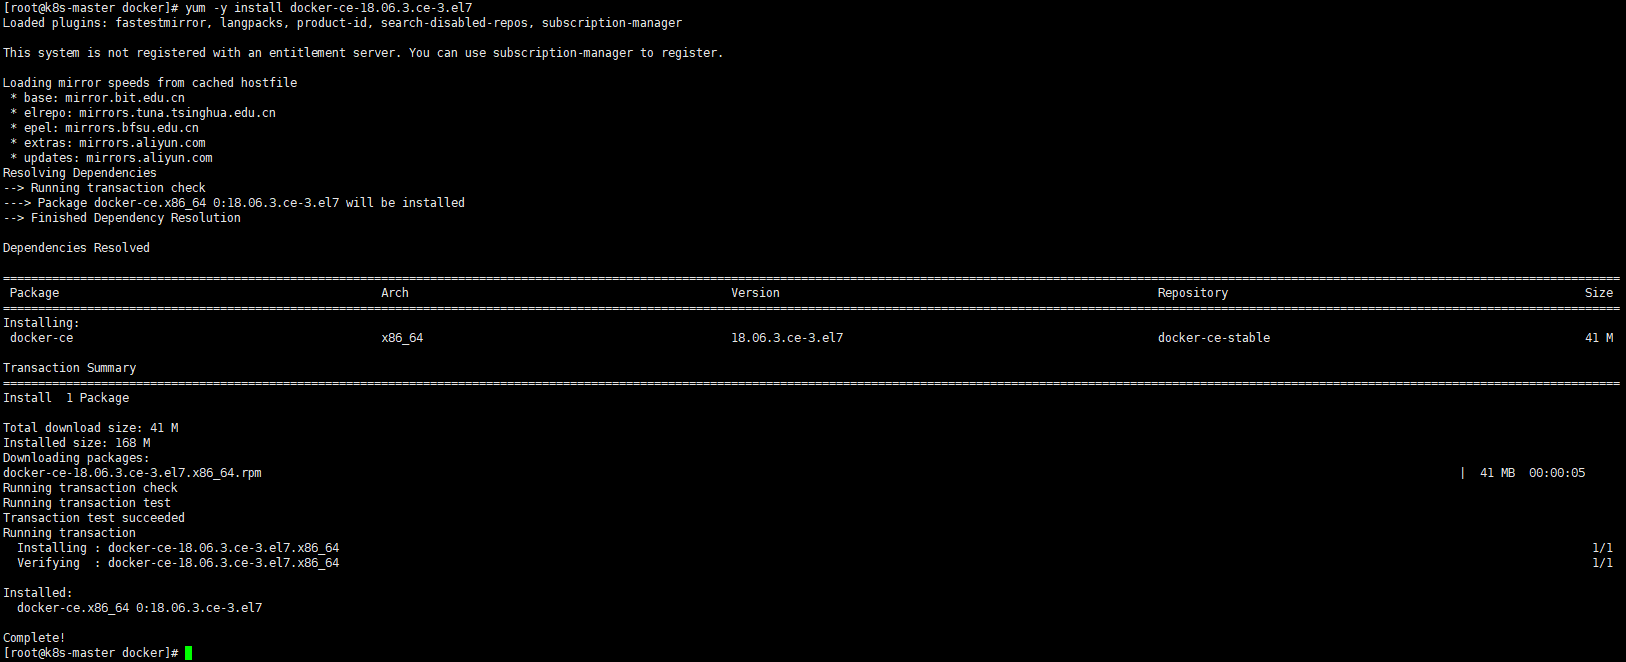 [root@k8s-master docker]# yum -y install docker-ce-18.06.3.ce-3.el7
Loaded plugins: fastestmirror, langpacks, product-id, search-disabled-repos, subscription-manager
This system is not registered with an entitlement server. You can use subscription-manager to register.
Loading mirror speeds from cached hostfile
* base: mirror.bit.edu.cn
* elrepo: mirrors.tuna.tsinghua.edu.cn
* epel: mirrors.bfsu.edu.cn
* extras: mirrors.aliyun.com
* updates: mirrors.aliyun.com
Resolving Dependencies
--> Running transaction check
---> Package docker-ce.x86_64 0:18.06.3.ce-3.el7 will be installed
--> Finished Dependency Resolution
Dependencies Resolved
Package Arch Version Repository Size
Installing:
docker-ce x86_64 18.06.3.ce-3.el7 docker-ce-stable 41 M
Transaction Summary
Install 1 Package
Total download size: 41 M
Installed size: 168 M
Downloading packages:
docker-ce-18.06.3.ce-3.el7.x86_64.rpm | 41 MB 00:00:05
Running transaction check
Running transaction test
Transaction test succeeded
Running transaction
Installing : docker-ce-18.06.3.ce-3.el7.x86_64 1/1
Verifying : docker-ce-18.06.3.ce-3.el7.x86_64 1/1
Installed:
docker-ce.x86_64 0:18.06.3.ce-3.el7
Complete!
[root@k8s-master docker]#